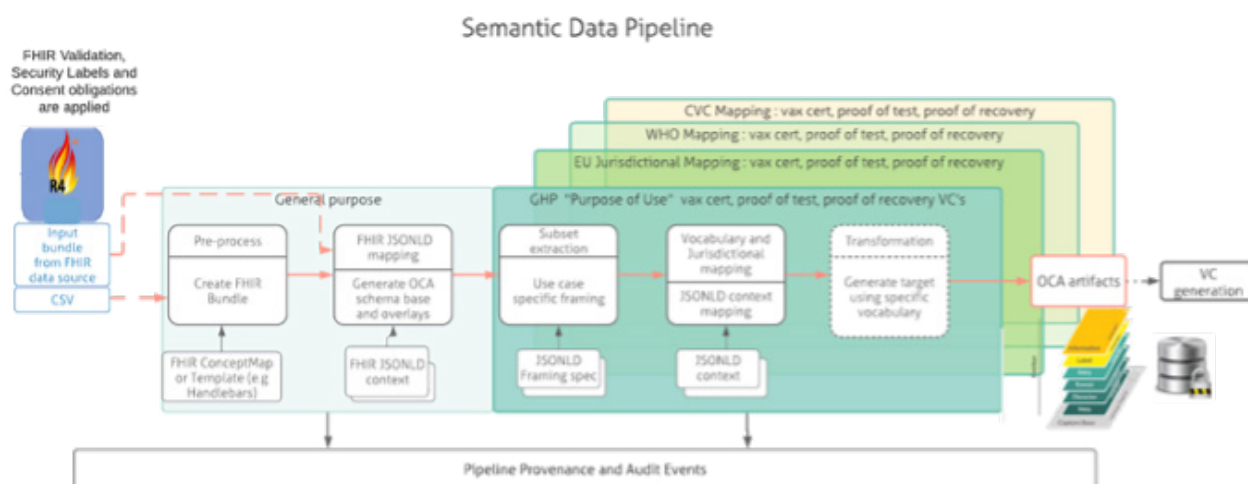 Semantic Data Pipeline
FHIR Validation,
Security Labels and
Consent obligations
are applied
R4
Input
bundle
from FHIR
data source
CSV
CVC Mapping : vax cert, proof of test, proof of recovery
WHO Mapping : vax cert, proof of test, proof of recovery
EU Jurisdictional Mapping : vax cert, proof of test, proof of recovery
General purpose
GHP "Purpose of Use" vax cert, proof of test, proof of recovery VC's
Pre-process
Create FHIR
Bundle
FHIR JSONLD
mapping
Generate OCA
schema base
and overlays
Subset
extraction
Use case
specific framing
Vocabulary and
Jurisdictional
mapping
JSONLD context
mapping
Transformation
Generate target
using specific
vocabulary
OCA artifacts
VC
generation
FHIR ConceptMap
or Template (e.g
Handlebars)
FHIR JSONLD
context
JSONLD
Framing spec
JSONLD
context
Information
Label
Format
Character
Capture Base
Pipeline Provenance and Audit Events